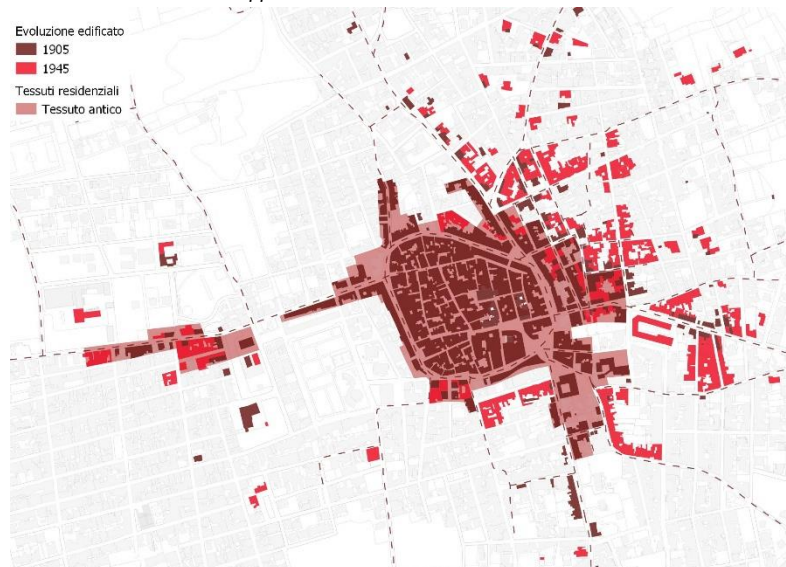 Evoluzione edificato
1905
1945
Tessuti residenziali
Tessuto antico